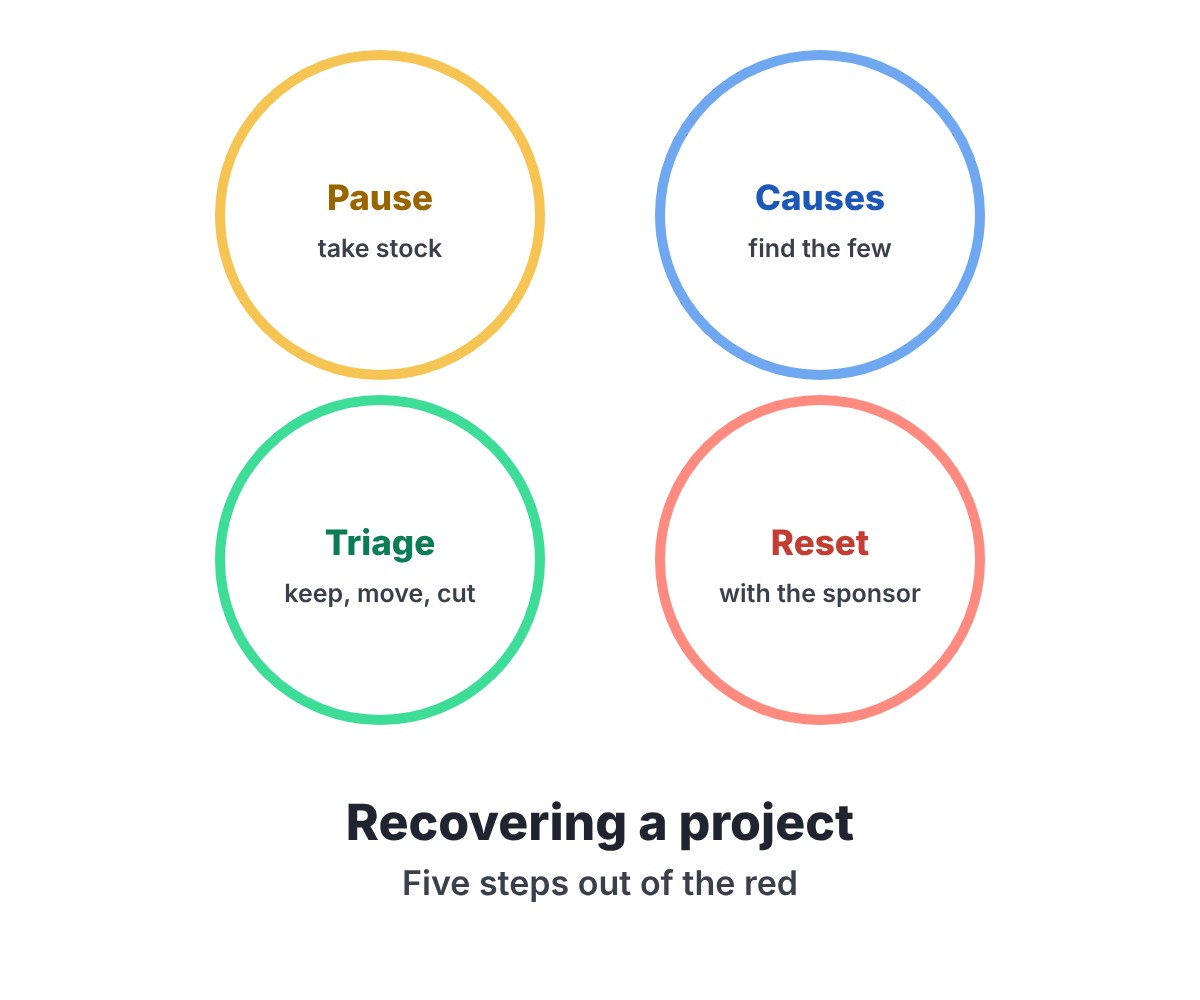 Pause
take stock
Causes
find the few
Triage
keep, move, cut
Reset
with the sponsor
Recovering a project
Five steps out of the red